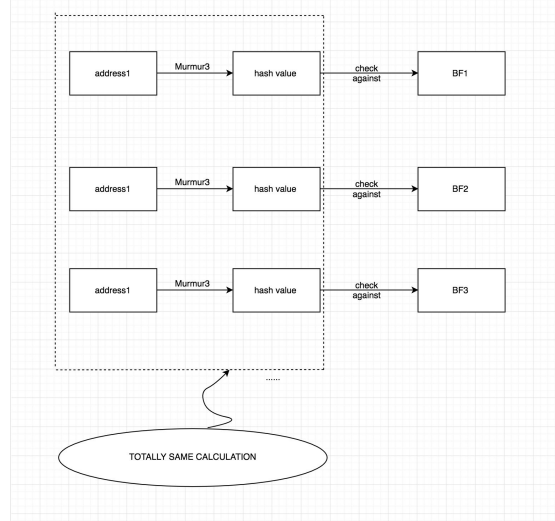 address1
Murmur3
hash value
check
against
BF1
address1
Murmur3
hash value
check
against
BF2
address1
Murmur3
hash value
check
against
BF3
......
TOTALLY SAME CALCULATION